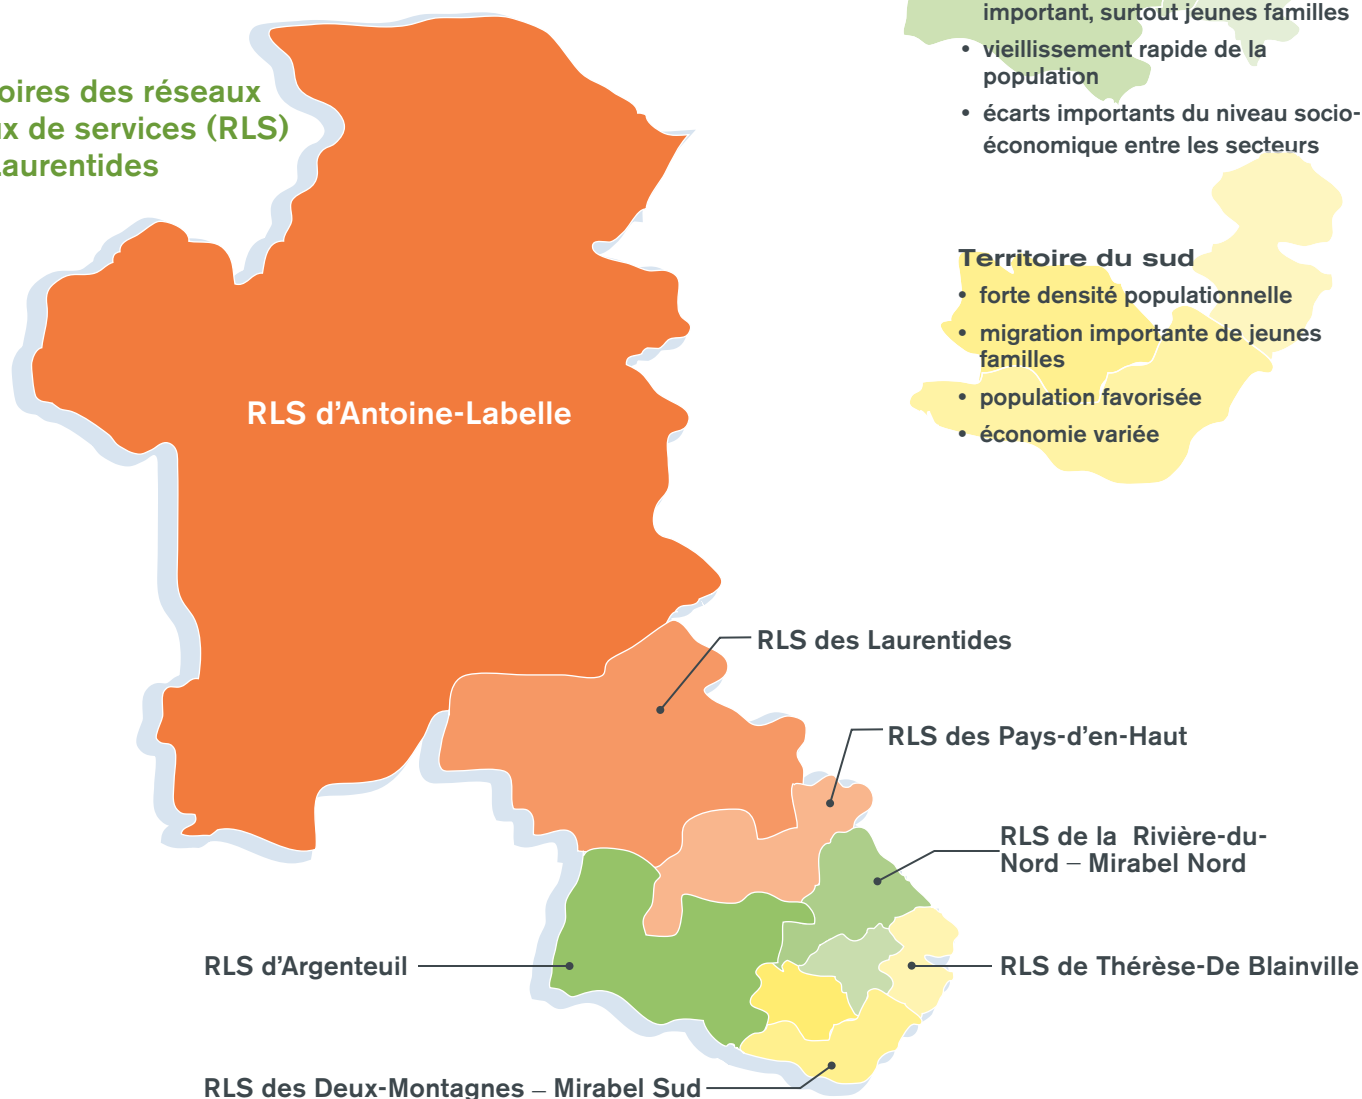 oires des réseaux
ux de services (RLS)
Laurentides
important, surtout jeunes familles
• vieillissement rapide de la
population
• écarts importants du niveau socio-
économique entre les secteurs
Territoire du sud
• forte densité populationnelle
• migration importante de jeunes
familles
• population favorisée
• économie variée
RLS d'Antoine-Labelle
RLS des Laurentides
RLS des Pays-d'en-Haut
RLS de la Rivière-du-
Nord – Mirabel Nord
RLS d'Argenteuil
RLS de Thérèse-De Blainville
RLS des Deux-Montagnes – Mirabel Sud